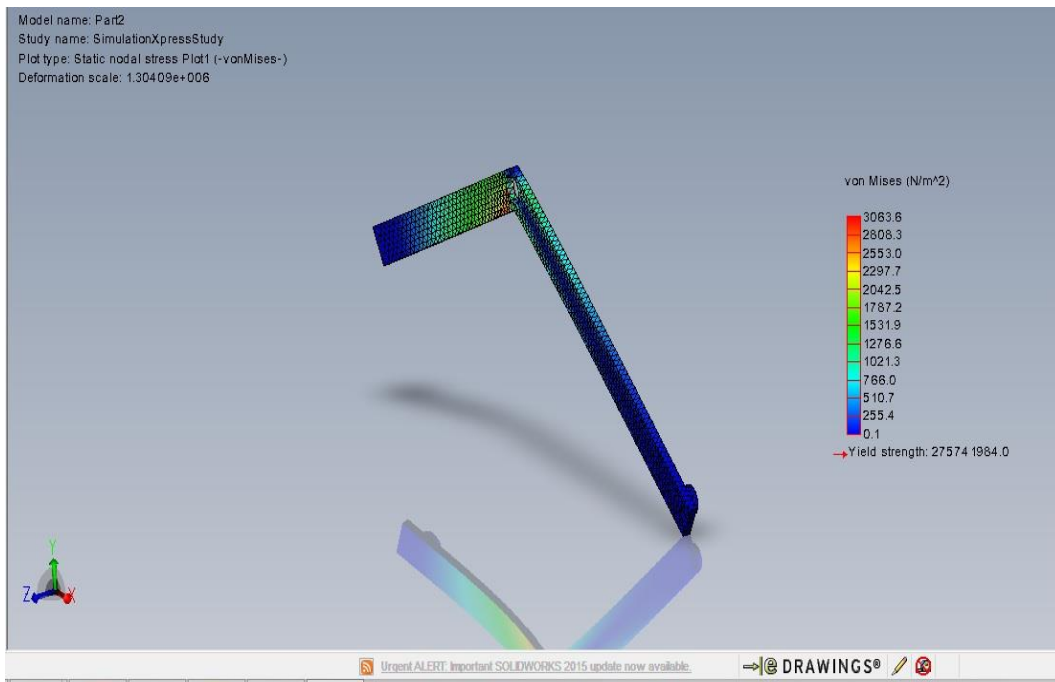 Model name: Part2
Study name: SimulationXpressStudy
Plot type: Static nodal stress Plot1 (-vonMises-)
Deformation scale: 1.30409e+006
von Mises (N/m^2)
3063.6
2808.3
2553.0
2297.7
2042.5
1787.2
1531.9
1276.6
1021.3
766.0
510.7
255.4
0.1
Yield strength: 27574 1984.0
Y
Z
X
Urgent ALERT: Important SOLIDWORKS 2015 update now available.
e DRAWINGS®